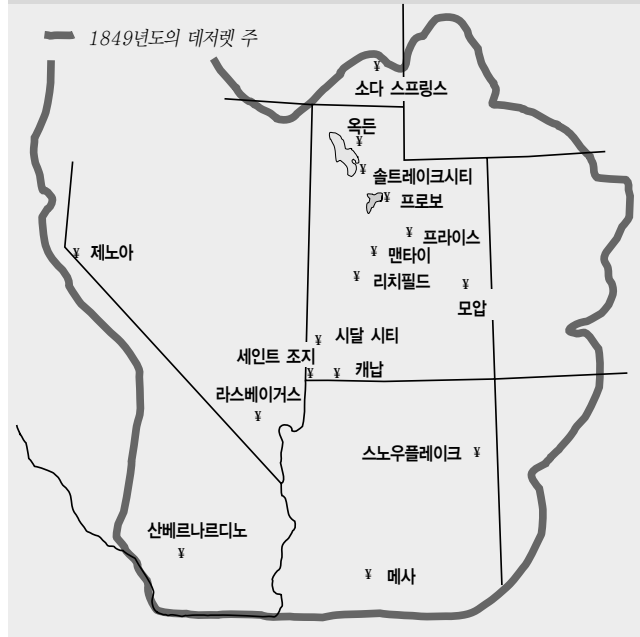 1849년도의 데저렛 주
소다 스프링스
옥든
솔트레이크시티
프로보
프라이스
제노아
맨타이
리치필드
모압
시달 시티
세인트 조지
캐납
라스베이거스
스노우플레이크
산베르나르디노
메사